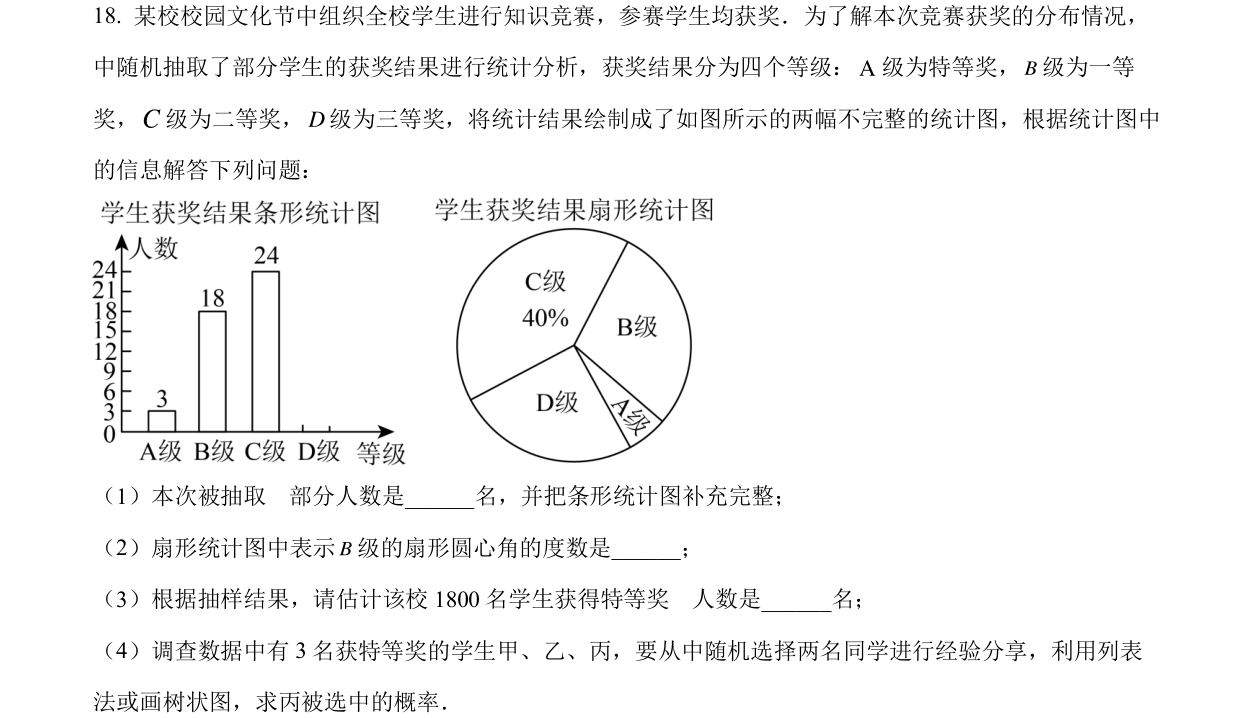 18. 某校校园文化节中组织全校学生进行知识竞赛，参赛学生均获奖．为了解本次竞赛获奖的分布情况，
中随机抽取了部分学生的获奖结果进行统计分析，获奖结果分为四个等级：A 级为特等奖，B 级为一等
奖，C 级为二等奖，D 级为三等奖，将统计结果绘制成了如图所示的两幅不完整的统计图，根据统计图中
的信息解答下列问题：
学生获奖结果条形统计图
人数
24
21
18
15
12
9
6
3
0
3
18
24
A级 B级 C级 D级 等级
学生获奖结果扇形统计图
C级
40%
B级
D级
A级
（1）本次被抽取 部分人数是______名，并把条形统计图补充完整；
（2）扇形统计图中表示 B 级的扇形圆心角的度数是______；
（3）根据抽样结果，请估计该校 1800 名学生获得特等奖 人数是______名；
（4）调查数据中有 3 名获特等奖的学生甲、乙、丙，要从中随机选择两名同学进行经验分享，利用列表
法或画树状图，求丙被选中的概率．